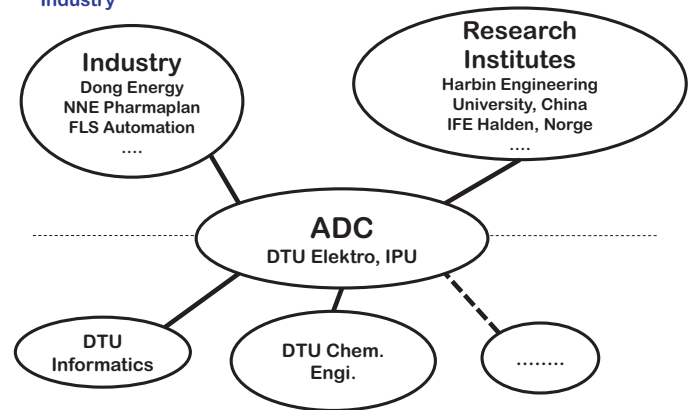 Industry
Industry
Dong Energy
NNE Pharmaplan
FLS Automation
....
Research
Institutes
Harbin Engineering
University, China
IFE Halden, Norge
....
ADC
DTU Elektro, IPU
DTU
Informatics
DTU Chem.
Engi.
........